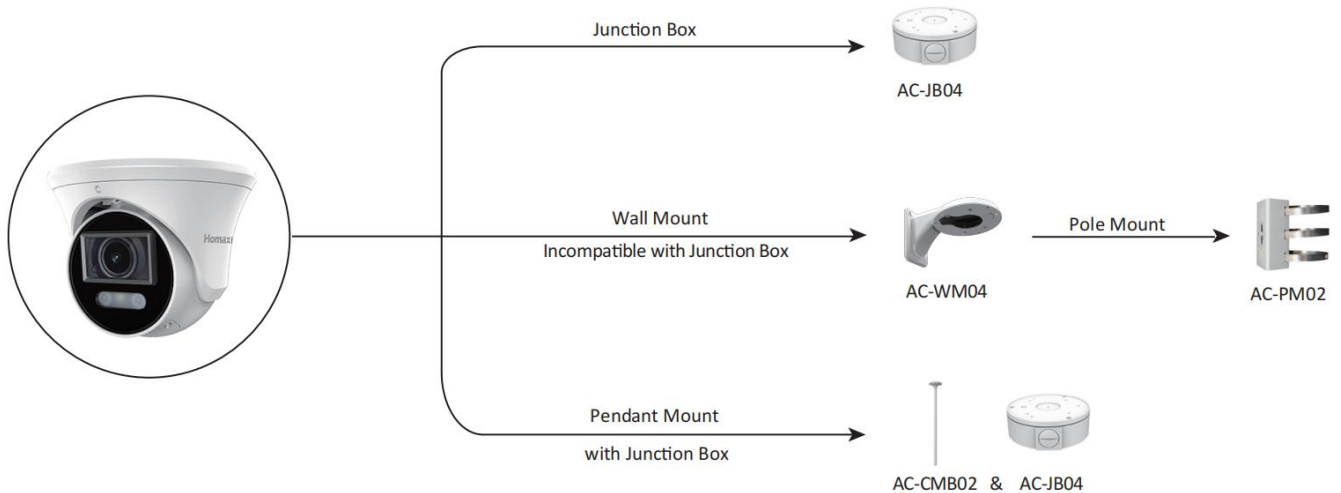 Junction Box
AC-JB04
Homax
Wall Mount
Incompatible with Junction Box
AC-WM04
Pole Mount
AC-PM02
Pendant Mount
with Junction Box
AC-CMB02 & AC-JB04